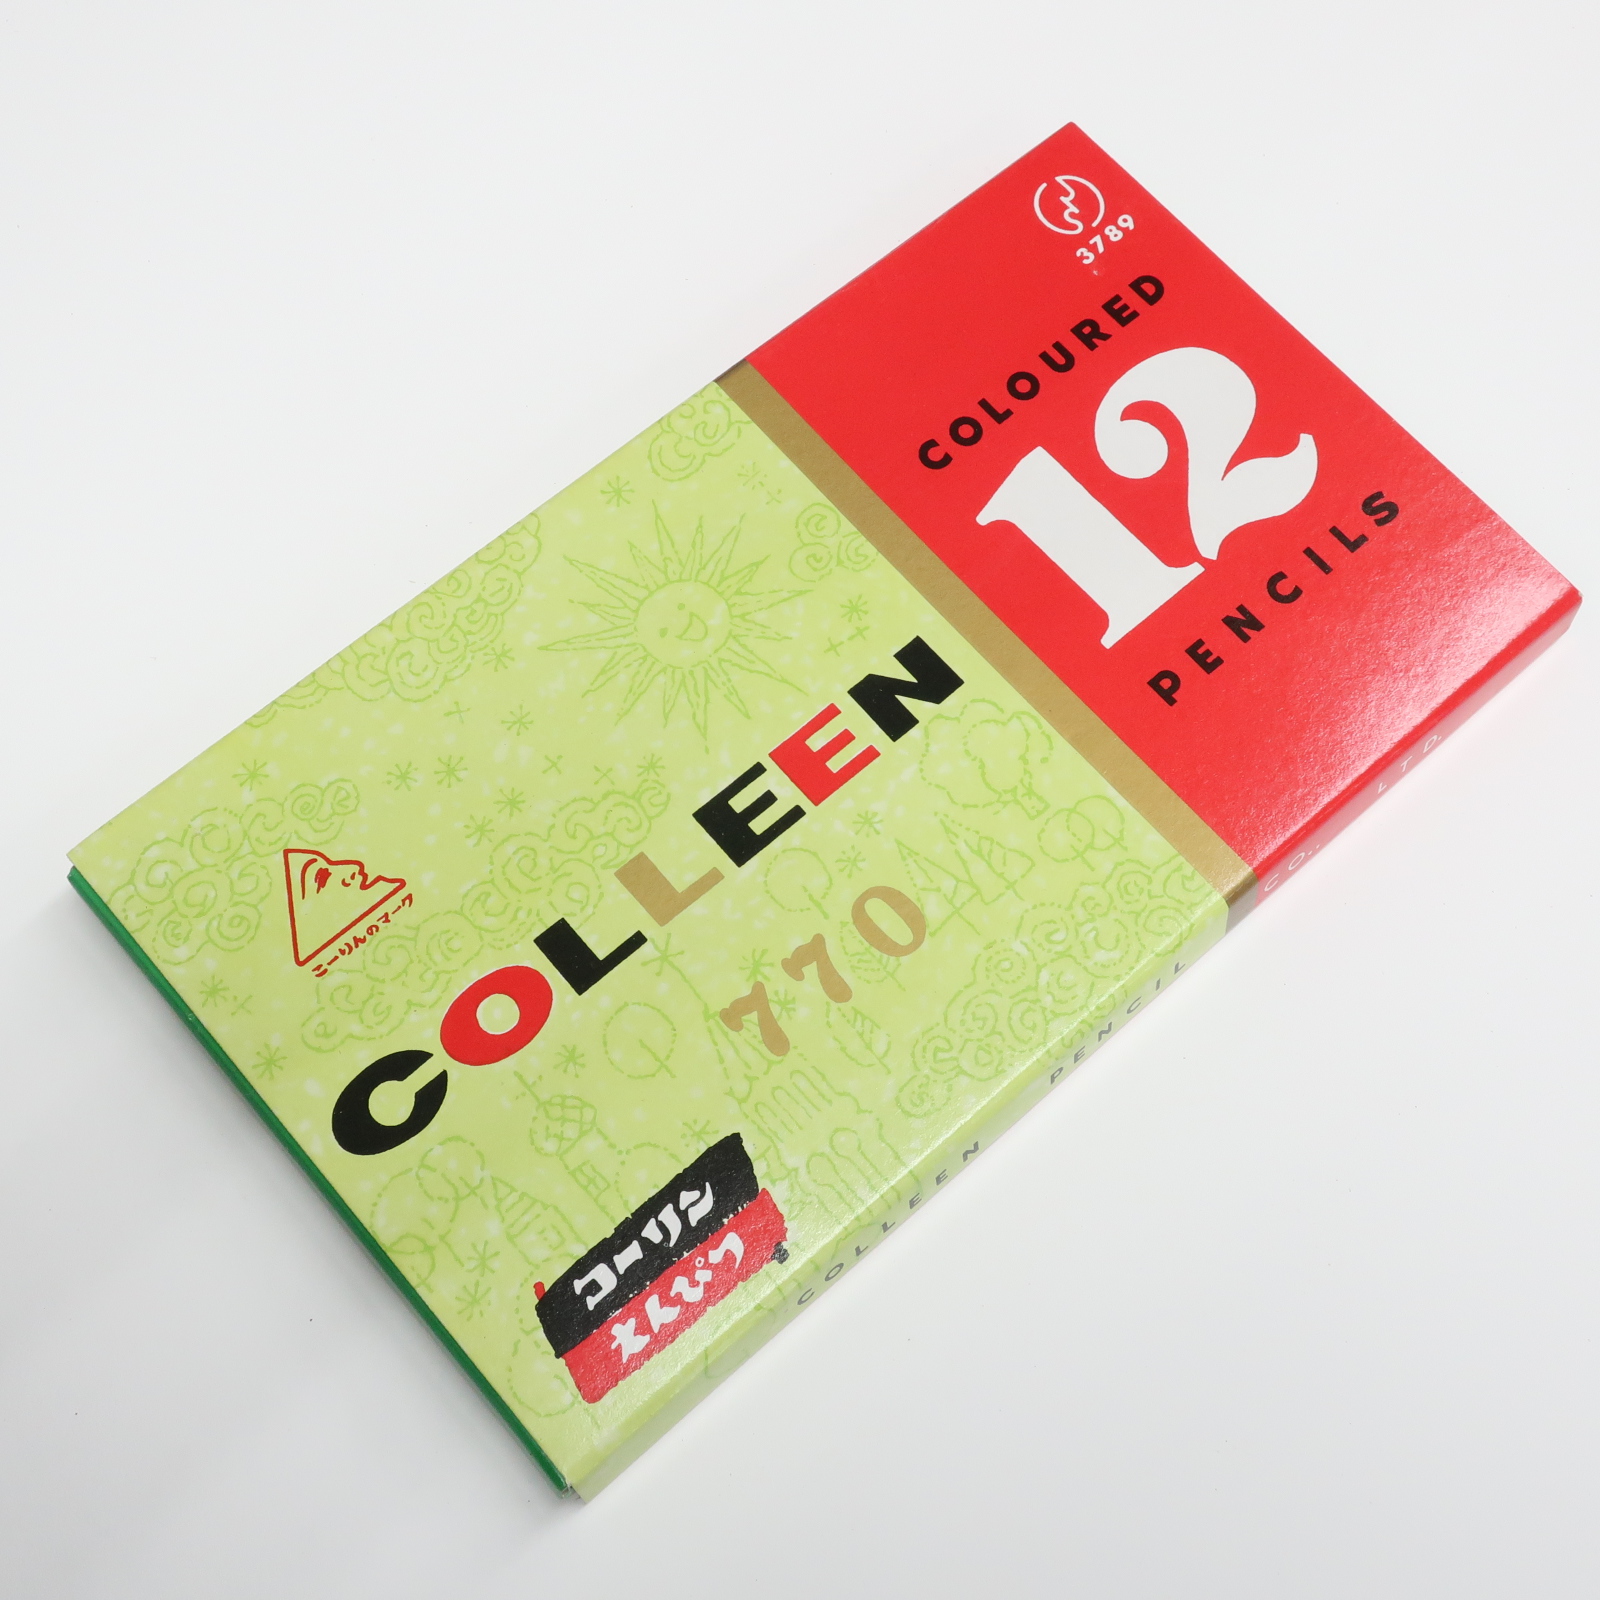 3789
COLOURED
12
PENCILS
COLLEEN
770
こーりんのマーク
コーリン
えんぴつ
COLLEEN PENCIL CO., LTD.